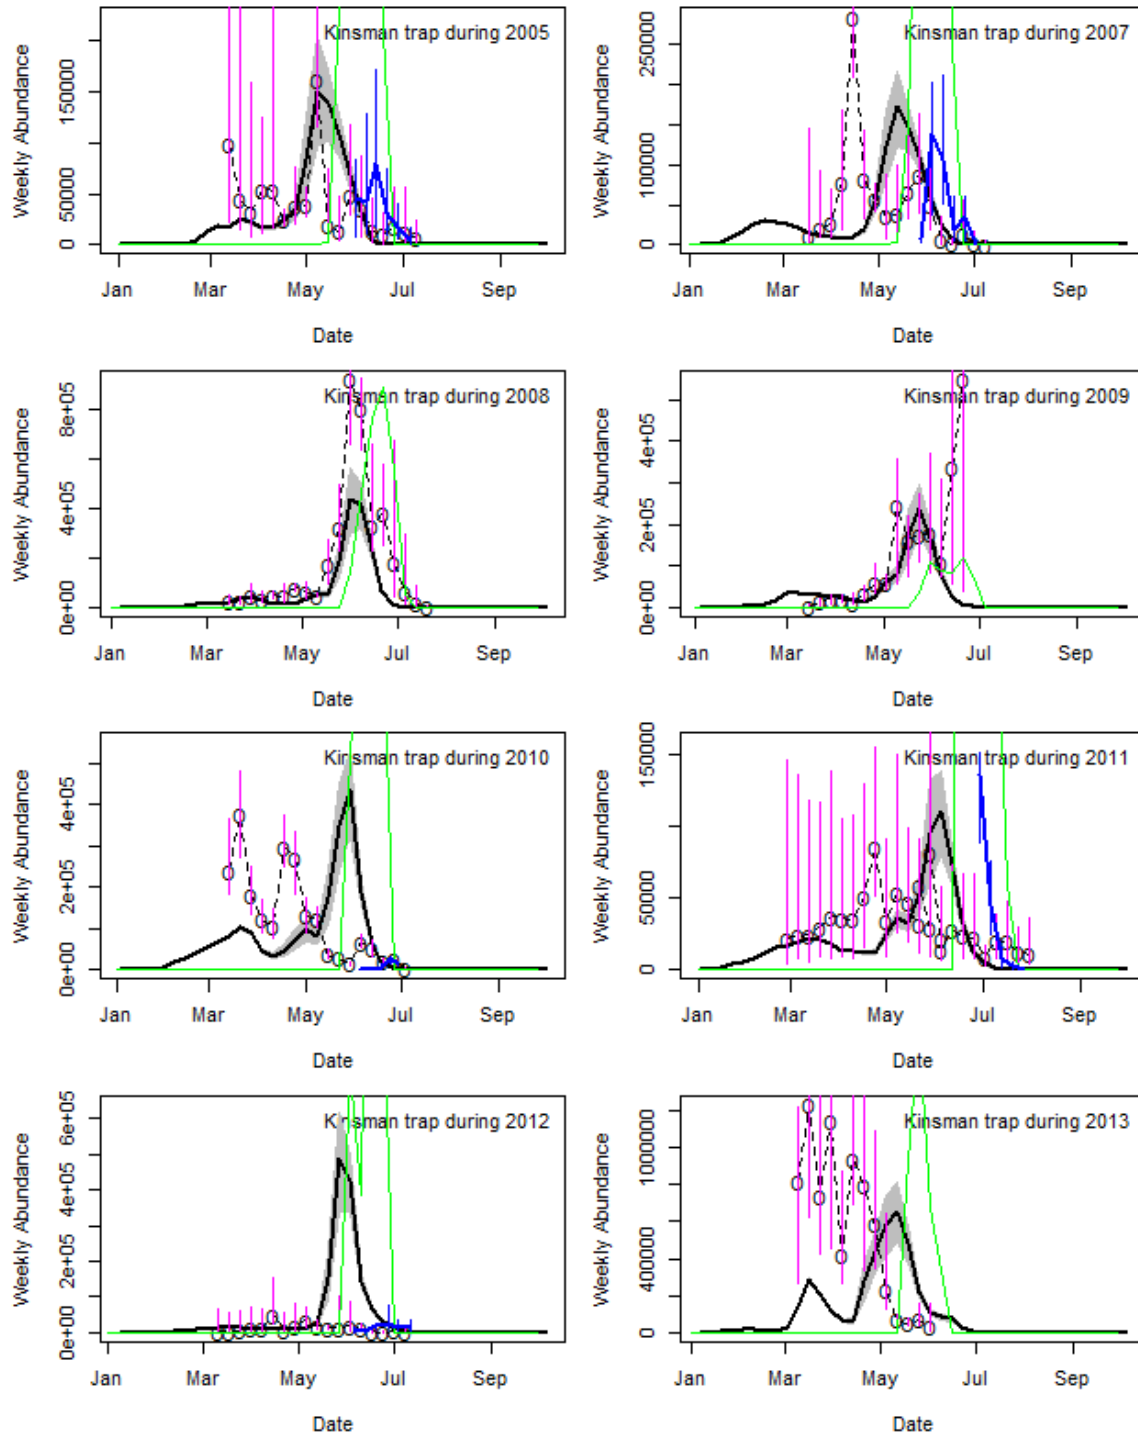 Kinsman trap during 2005
Weekly Abundance
0 50000 150000
Jan Mar May Jul Sep
Date
Kinsman trap during 2007
Weekly Abundance
0 100000 250000
Jan Mar May Jul Sep
Date
Kinsman trap during 2008
Weekly Abundance
0e+00 4e+05 8e+05
Jan Mar May Jul Sep
Date
Kinsman trap during 2009
Weekly Abundance
0e+00 2e+05 4e+05
Jan Mar May Jul Sep
Date
Kinsman trap during 2010
Weekly Abundance
0e+00 2e+05 4e+05
Jan Mar May Jul Sep
Date
Kinsman trap during 2011
Weekly Abundance
0 50000 150000
Jan Mar May Jul Sep
Date
Kinsman trap during 2012
Weekly Abundance
0e+00 2e+05 4e+05 6e+05
Jan Mar May Jul Sep
Date
Kinsman trap during 2013
Weekly Abundance
0 400000 1000000
Jan Mar May Jul Sep
Date